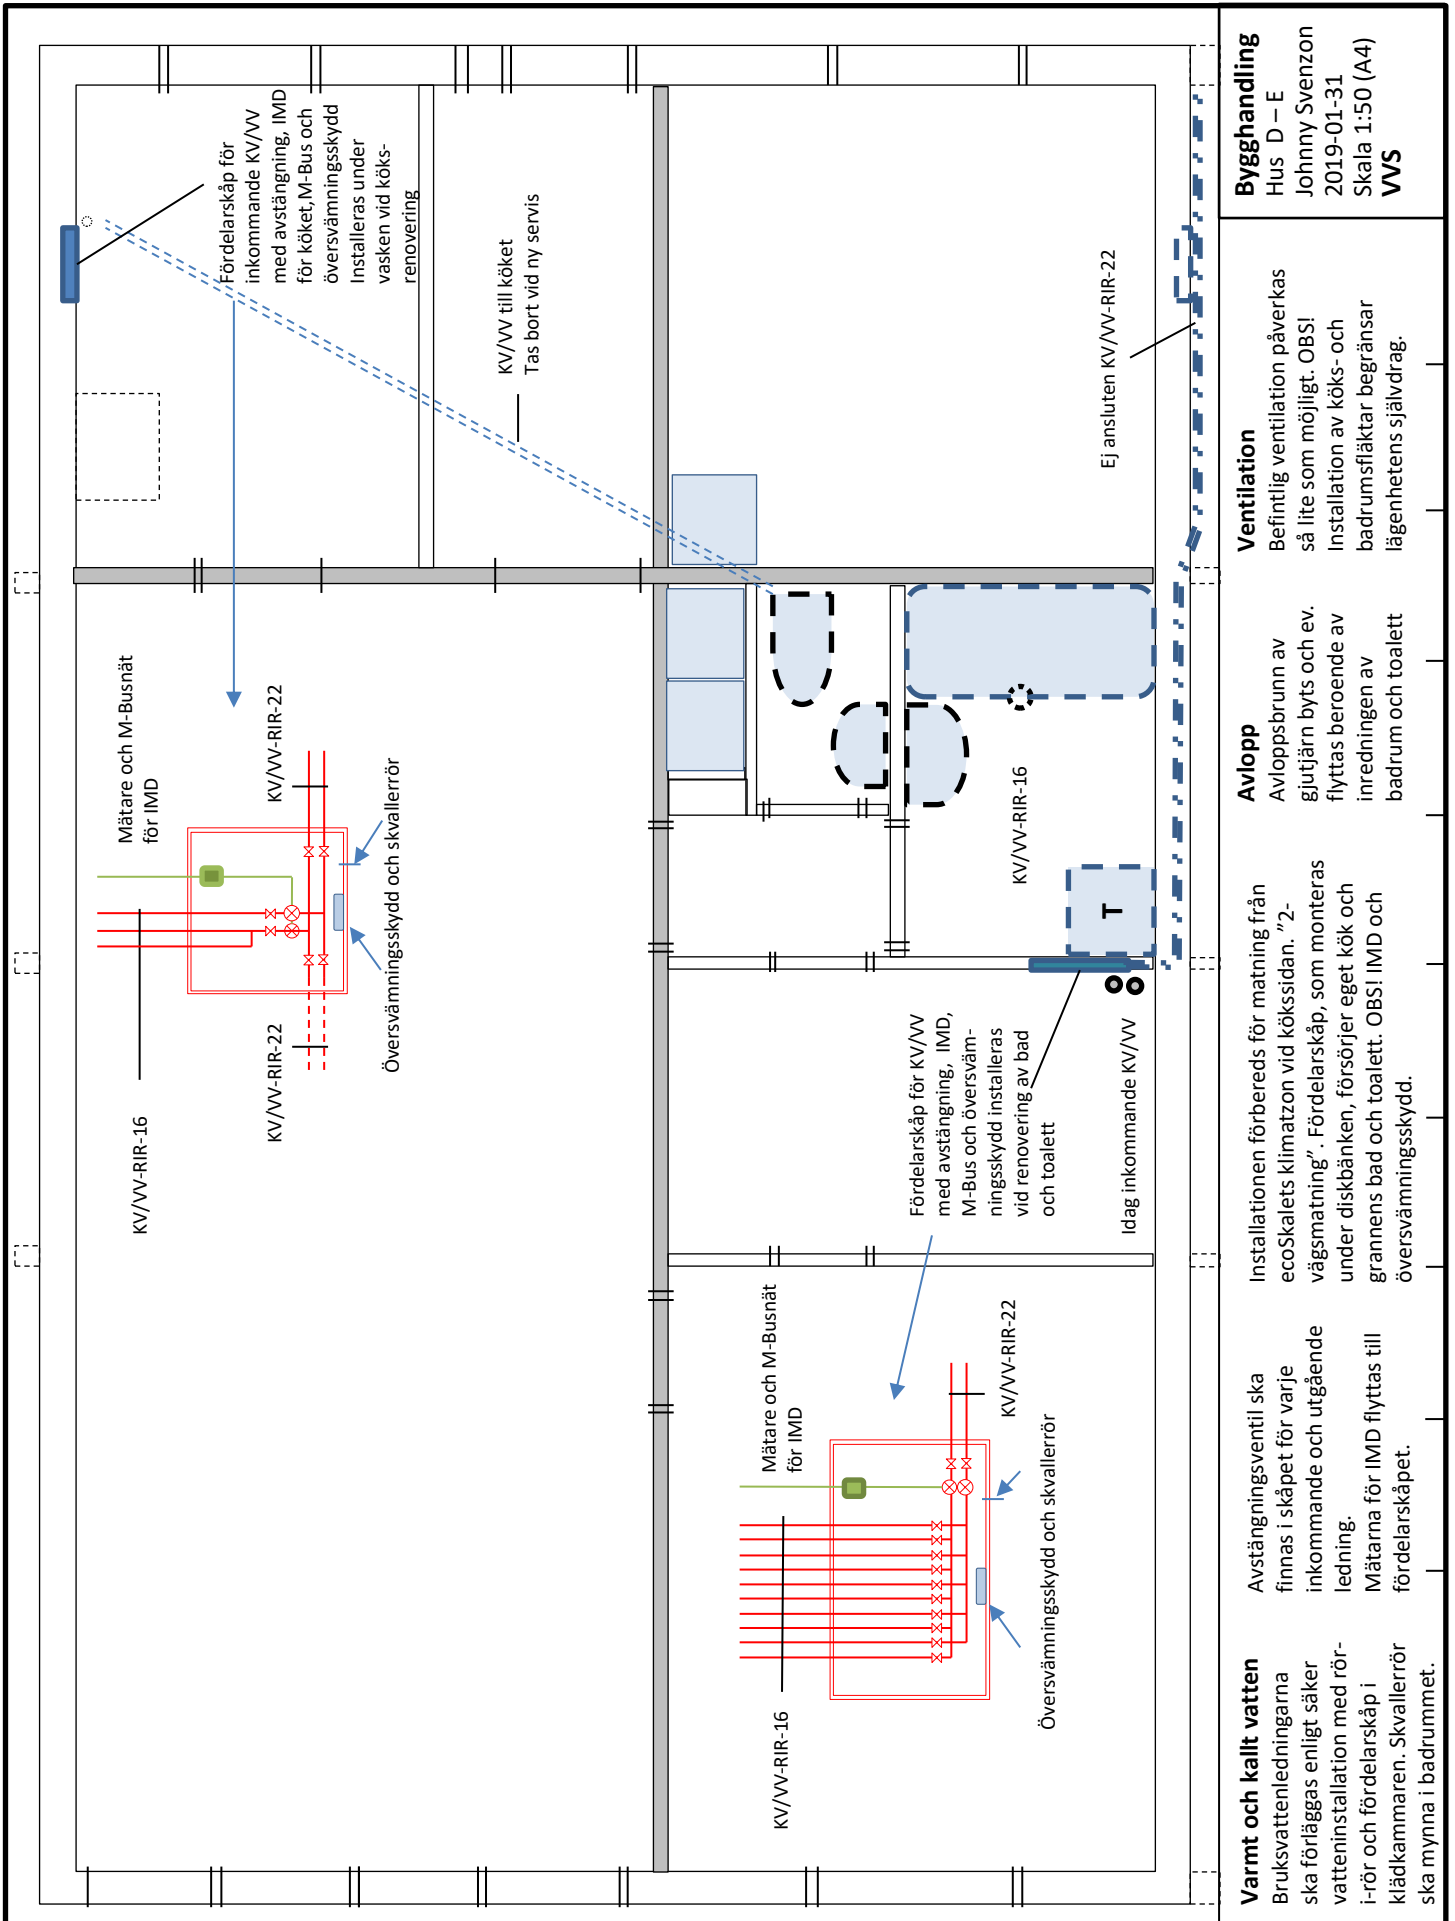 Fördelarskåp för
inkommande KV/VV
med avstängning, IMD
för köket,M-Bus och
översvämningsskydd
Installeras under
vasken vid köks-
renovering
KV/VV till köket
Tas bort vid ny servis
Ej ansluten KV/VV-RIR-22
Mätare och M-Busnät
för IMD
KV/VV-RIR-22
Översvämningsskydd och skvallerrör
KV/VV-RIR-22
KV/VV-RIR-16
KV/VV-RIR-16
T
Fördelarskåp för KV/VV
med avstängning, IMD,
M-Bus och översväm-
ningsskydd installeras
vid renovering av bad
och toalett
Idag inkommande KV/VV
Mätare och M-Busnät
för IMD
KV/VV-RIR-22
Översvämningsskydd och skvallerrör
KV/VV-RIR-16
Varmt och kallt vatten
Bruksvattenledningarna
ska förläggas enligt säker
vatteninstallation med rör-
i-rör och fördelarskåp i
klädkammaren. Skvallerrör
ska mynna i badrummet.
Avstängningsventil ska
finnas i skåpet för varje
inkommande och utgående
ledning.
Mätarna för IMD flyttas till
fördelarskåpet.
Installationen förbereds för matning från
ecoSkalets klimatzon vid kökssidan. ”2-
vägsmatning”. Fördelarskåp, som monteras
under diskbänken, försörjer eget kök och
grannens bad och toalett. OBS! IMD och
översvämningsskydd.
Avlopp
Avloppsbrunn av
gjutjärn byts och ev.
flyttas beroende av
inredningen av
badrum och toalett
Ventilation
Befintlig ventilation påverkas
så lite som möjligt. OBS!
Installation av köks- och
badrumsfläktar begränsar
lägenhetens självdrag.
Bygghandling
Hus D – E
Johnny Svenzon
2019-01-31
Skala 1:50 (A4)
VVS